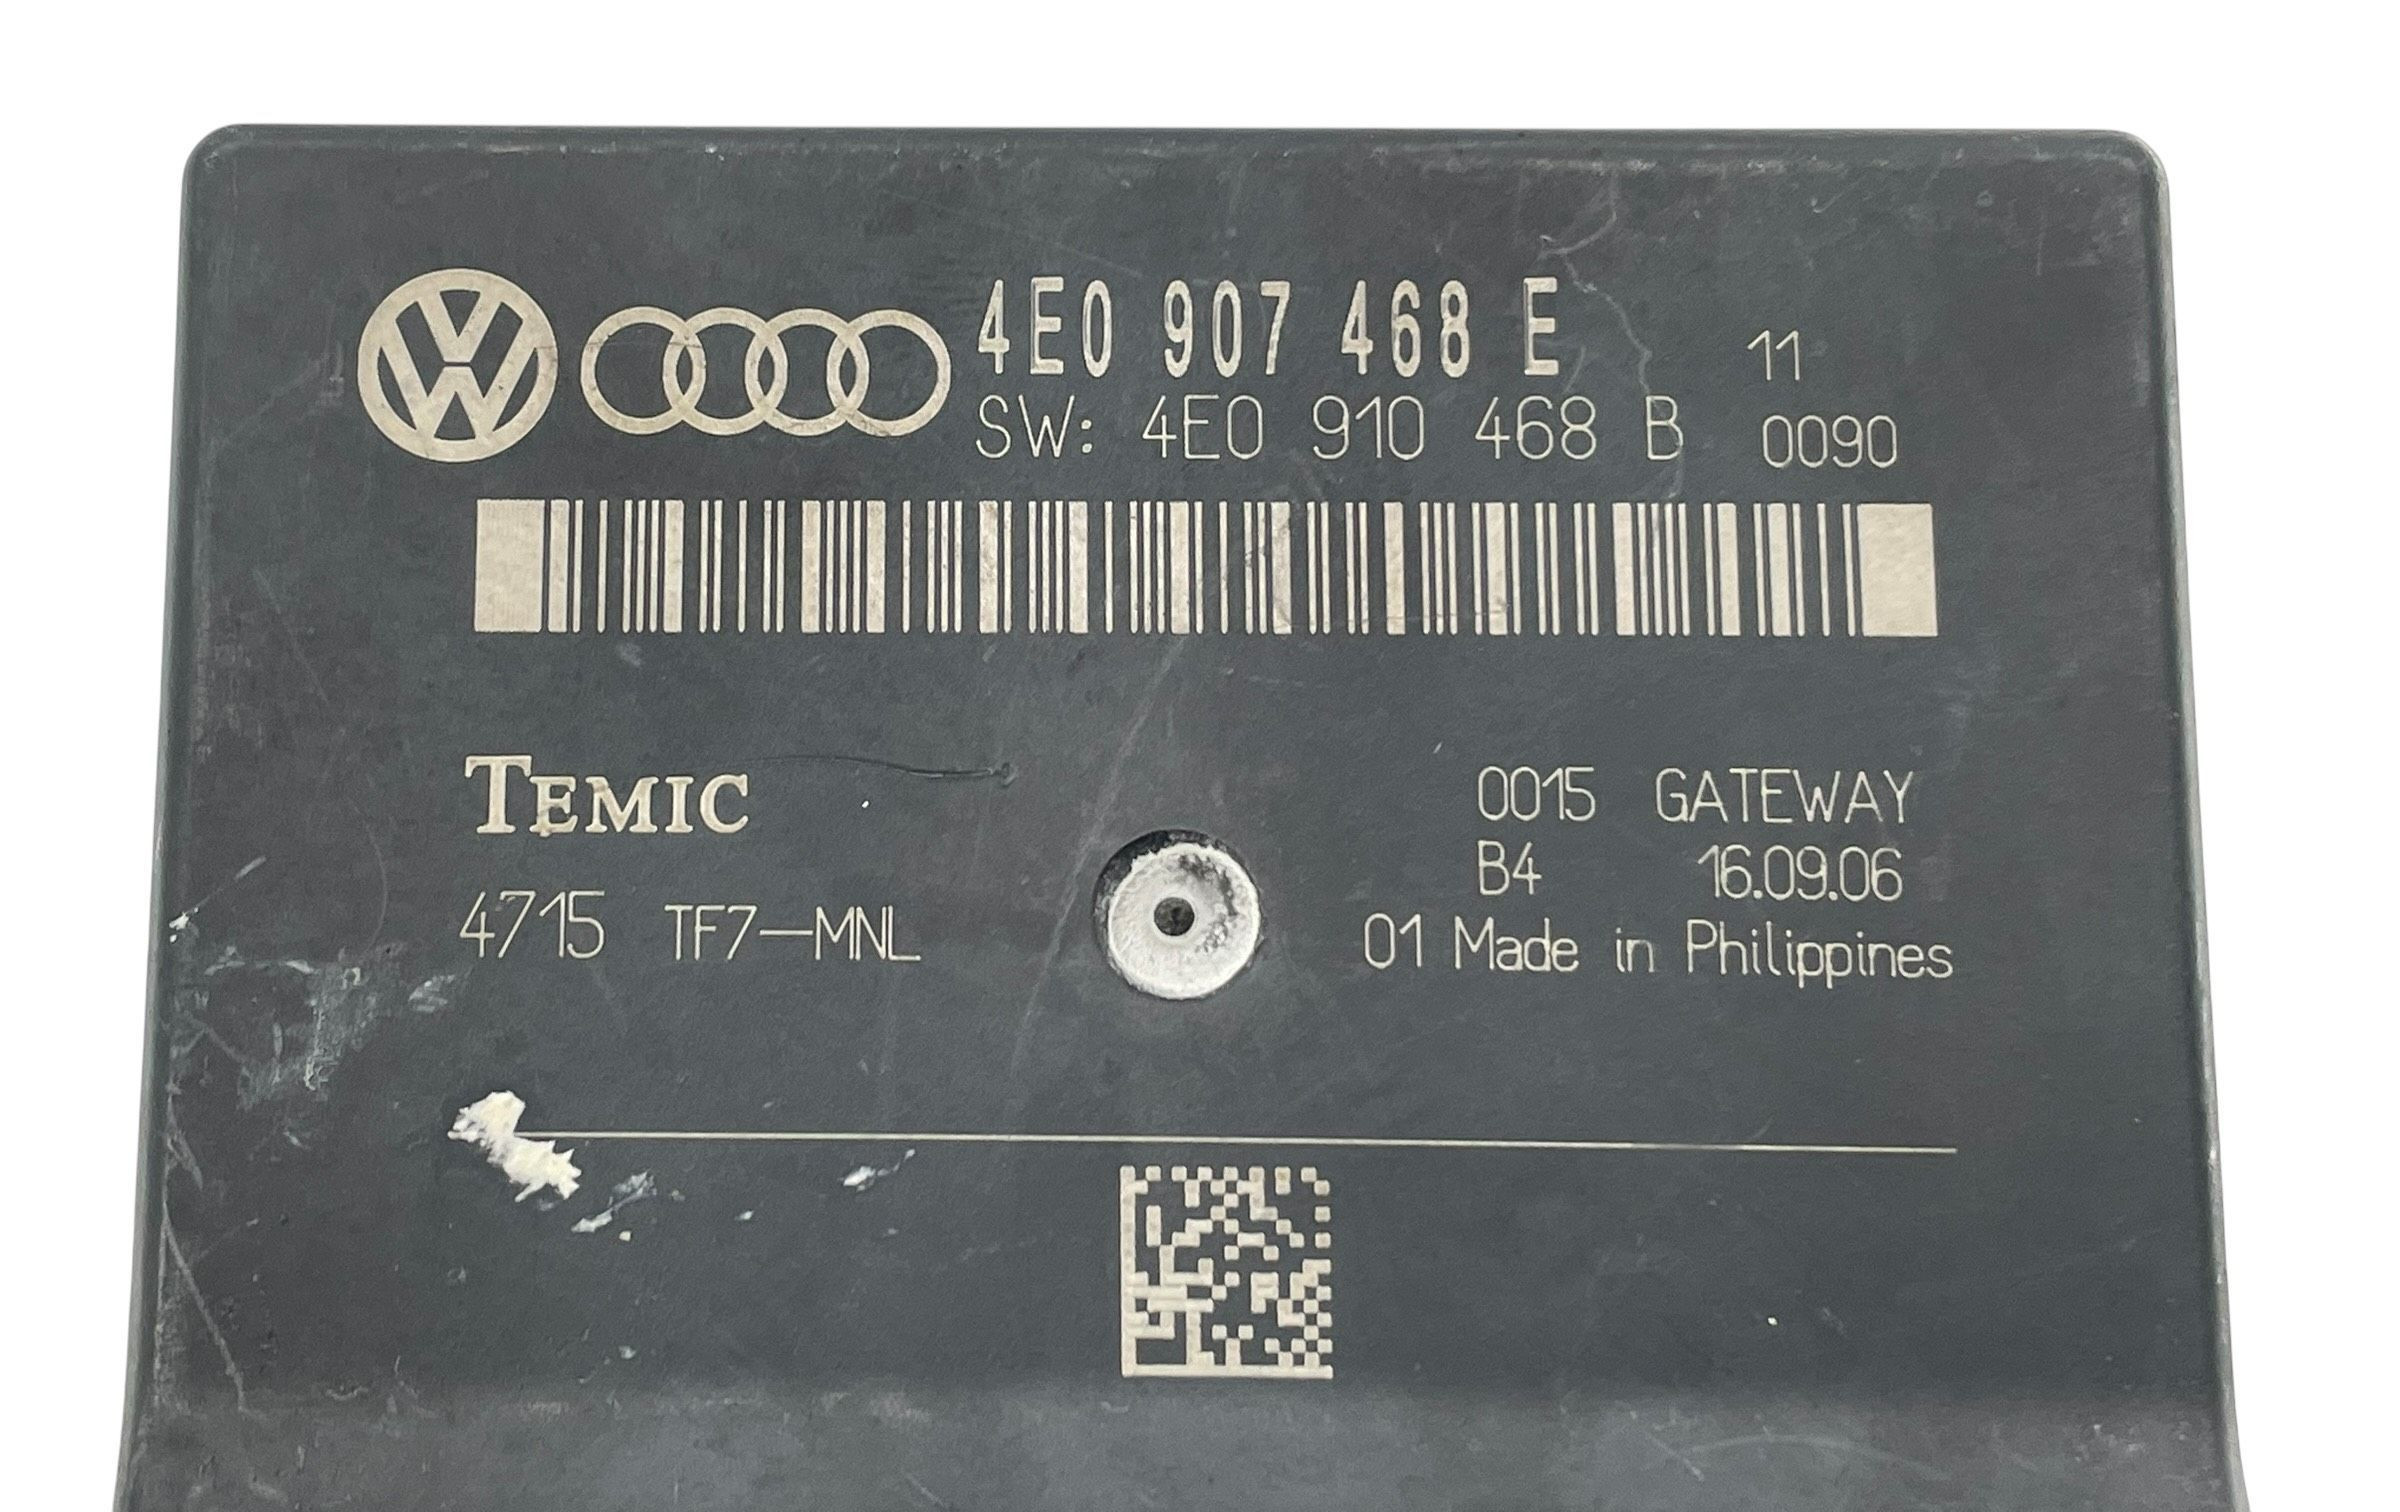 4E0 907 468 E 11
SW: 4E0 910 468 B 0090
TEMIC
0015 GATEWAY
B4 16.09.06
4715 TF7-MNL
01 Made in Philippines